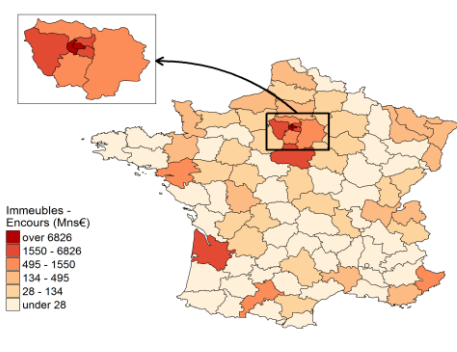 Immeubles -
Encours (Mns€)
over 6826
1550 - 6826
495 - 1550
134 - 495
28 - 134
under 28